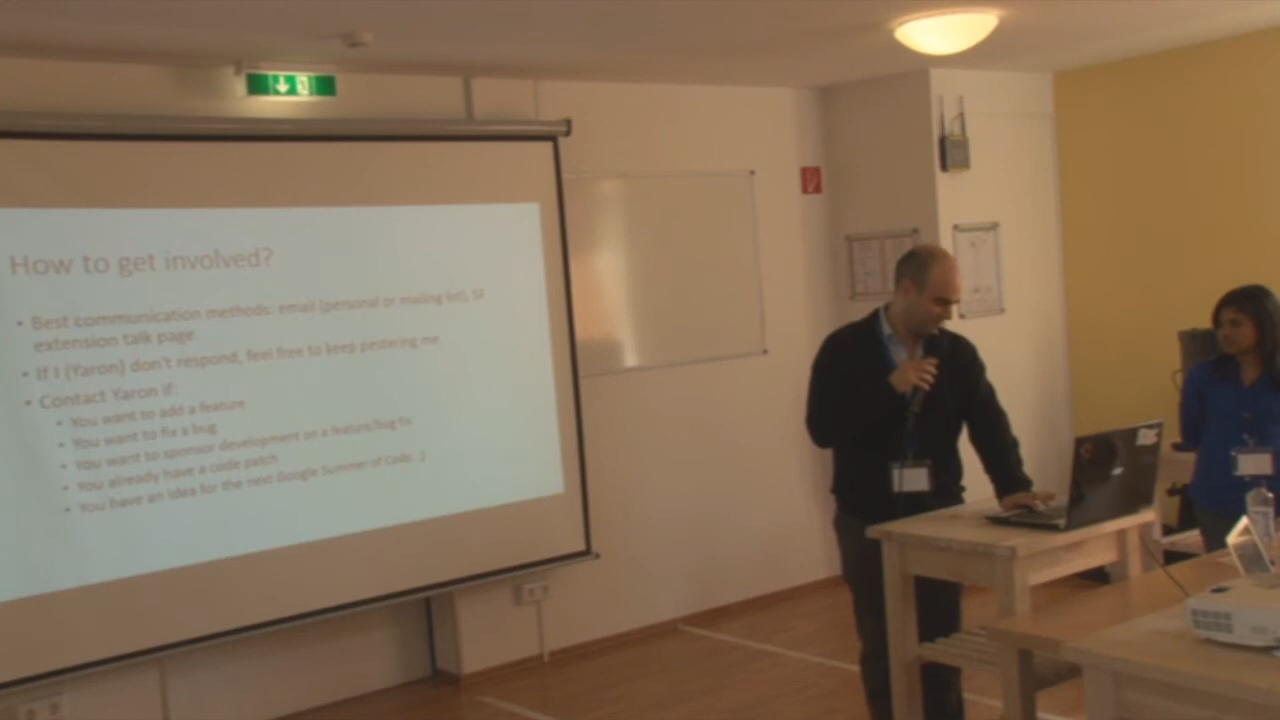 How to get involved?
• Best communication methods: email (personal or mailing list), SF
extension talk page
• If I (Yaron) don't respond, feel free to keep pestering me
• Contact Yaron if:
• You want to add a feature
• You want to fix a bug
• You want to sponsor development on a feature/bug fix
• You already have a code patch
• You have an idea for the next Google Summer of Code. :)